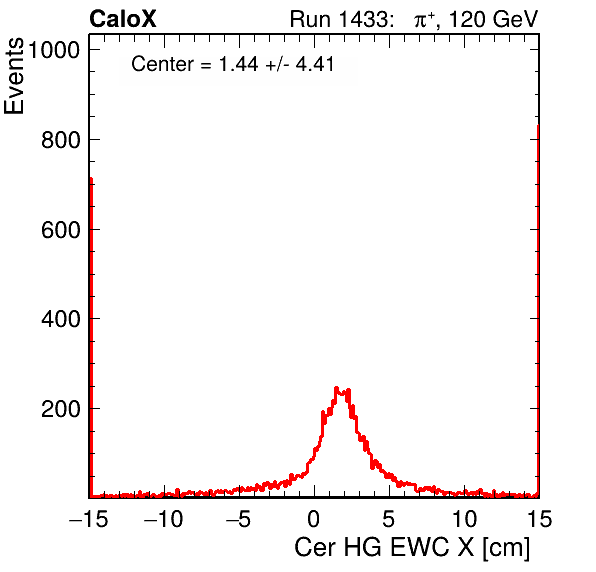 CaloX
Run 1433: π⁺, 120 GeV
Center = 1.44 +/- 4.41
Events
1000
800
600
400
200
−15 −10 −5 0 5 10 15
Cer HG EWC X [cm]